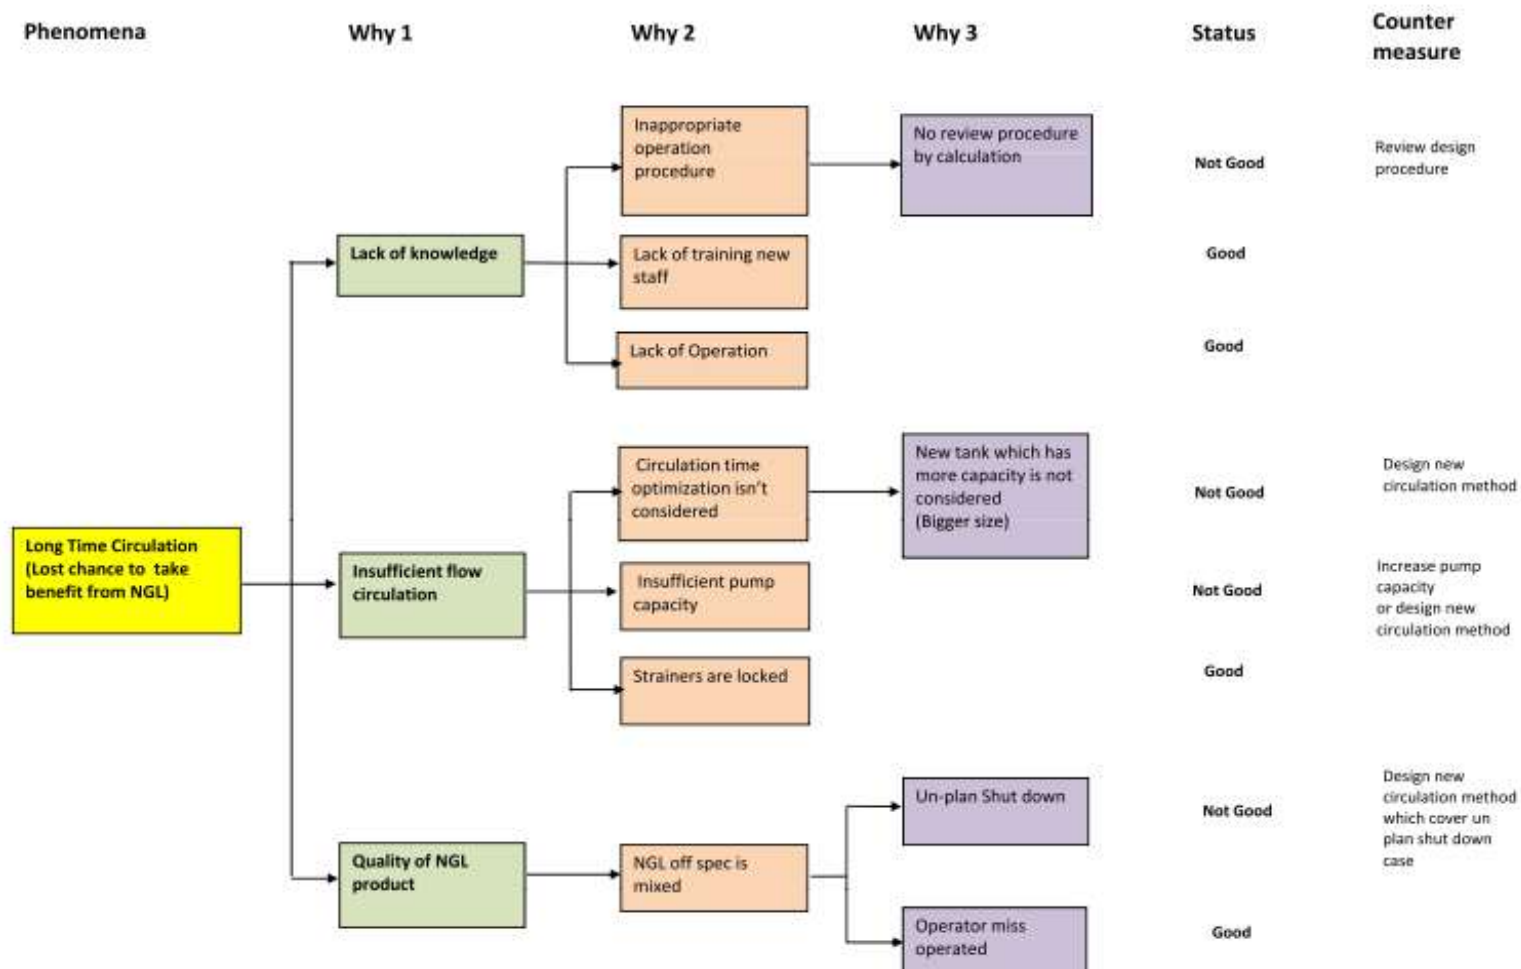 Phenomena
Why 1
Why 2
Why 3
Status
Counter
measure
Inappropriate
operation
procedure
No review procedure
by calculation
Not Good
Review design
procedure
Lack of knowledge
Lack of training new
staff
Good
Lack of Operation
Good
Circulation time
optimization isn't
considered
New tank which has
more capacity is not
considered
(Bigger size)
Not Good
Design new
circulation method
Long Time Circulation
(Lost chance to take
benefit from NGL)
Insufficient flow
circulation
Insufficient pump
capacity
Not Good
Increase pump
capacity
or design new
circulation method
Strainers are locked
Good
Un-plan Shut down
Not Good
Design new
circulation method
which cover un
plan shut down
case
Quality of NGL
product
NGL off spec is
mixed
Operator miss
operated
Good